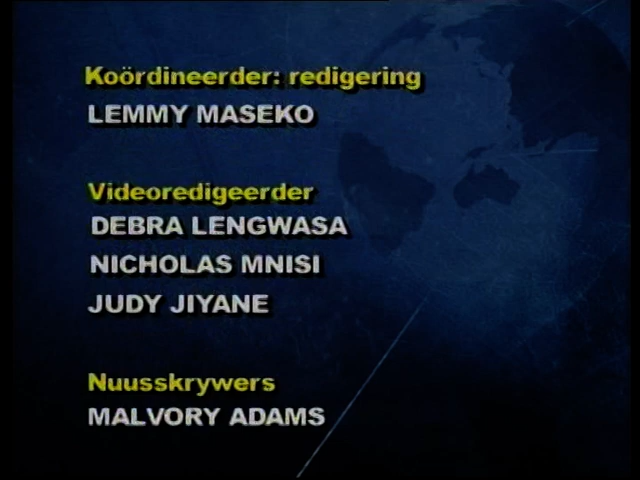 Koördineerder: redigering
LEMMY MASEKO
Videoredigeerder
DEBRA LENGWASA
NICHOLAS MNISI
JUDY JIYANE
Nuusskrywers
MALVORY ADAMS